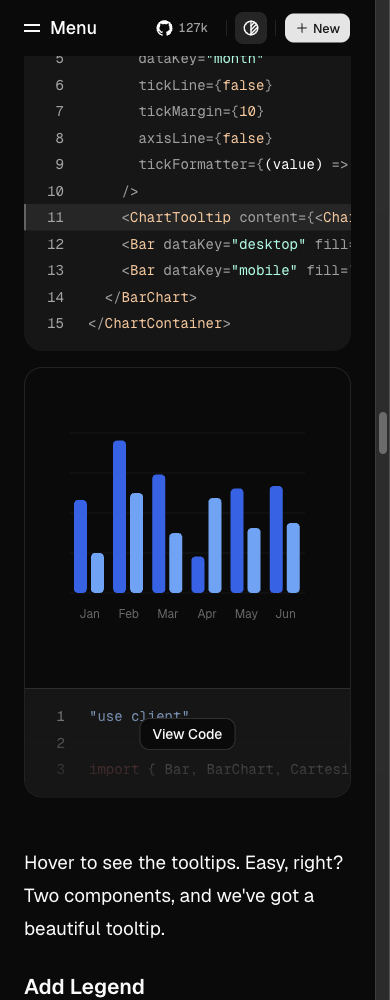 Menu 127k + New
5 dataKey="month"
6 tickLine={false}
7 tickMargin={10}
8 axisLine={false}
9 tickFormatter={(value) =>
10 />
11 <ChartTooltip content={<Char
12 <Bar dataKey="desktop" fill=
13 <Bar dataKey="mobile" fill=
14 </BarChart>
15 </ChartContainer>
Jan Feb Mar Apr May Jun
1 "use client"
View Code
2
3 import { Bar, BarChart, Cartesi
Hover to see the tooltips. Easy, right?
Two components, and we've got a
beautiful tooltip.
Add Legend